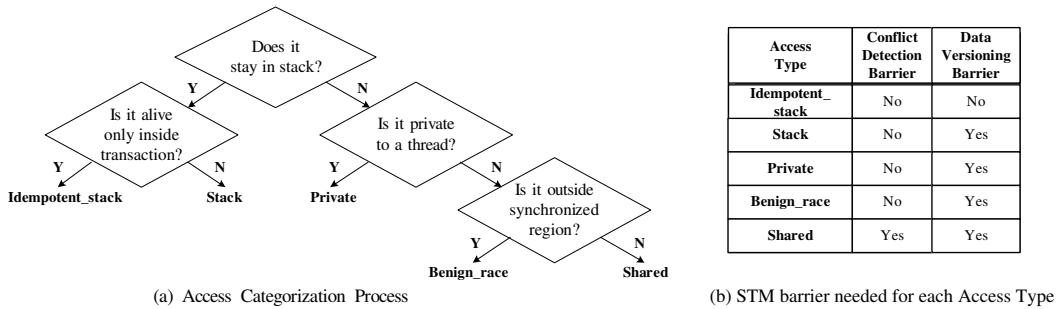 Does it
stay in stack?
Y
N
Is it alive
only inside
transaction?
Is it private
to a thread?
Y
N
Y
N
Idempotent_stack
Stack
Private
Is it outside
synchronized
region?
Y
N
Benign_race
Shared
(a) Access Categorization Process
Access
Type
Conflict
Detection
Barrier
Data
Versioning
Barrier
Idempotent_
stack
No
No
Stack
No
Yes
Private
No
Yes
Benign_race
No
Yes
Shared
Yes
Yes
(b) STM barrier needed for each Access Type